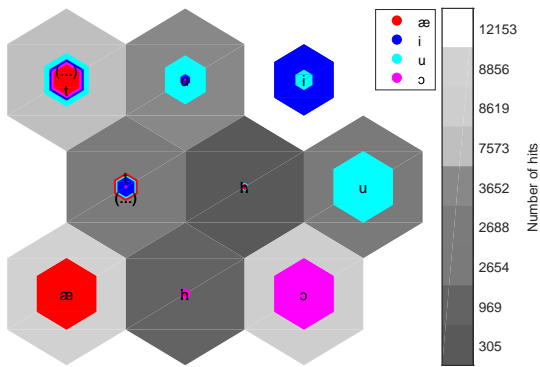 æ
i
u
ɔ
(...)
t
i
(...)
h
u
æ
h
ɔ
12153
8856
8619
7573
3652
2688
2654
969
305
Number of hits